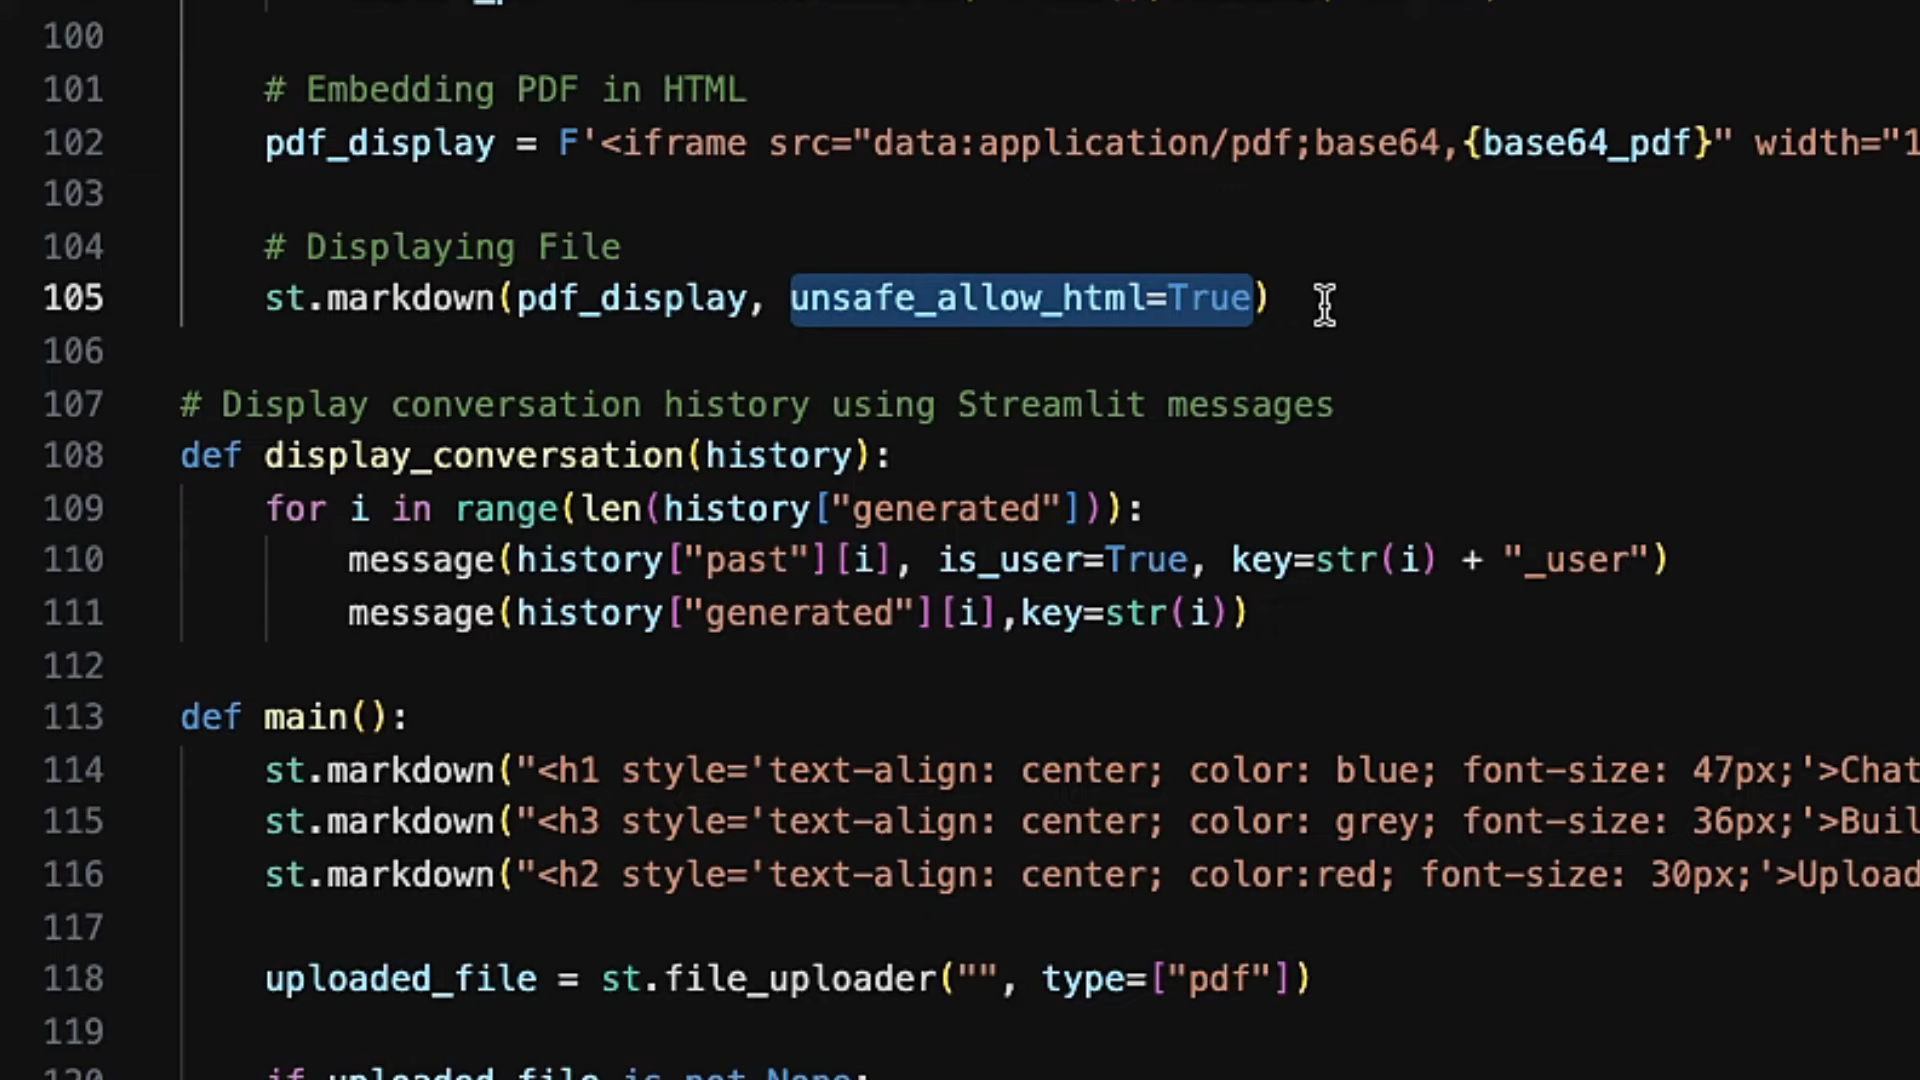 100
101 # Embedding PDF in HTML
102 pdf_display = F'<iframe src="data:application/pdf;base64,{base64_pdf}" width="1
103
104 # Displaying File
105 st.markdown(pdf_display, unsafe_allow_html=True)
106
107 # Display conversation history using Streamlit messages
108 def display_conversation(history):
109 for i in range(len(history["generated"])):
110 message(history["past"][i], is_user=True, key=str(i) + "_user")
111 message(history["generated"][i],key=str(i))
112
113 def main():
114 st.markdown("<h1 style='text-align: center; color: blue; font-size: 47px;'>Chat
115 st.markdown("<h3 style='text-align: center; color: grey; font-size: 36px;'>Buil
116 st.markdown("<h2 style='text-align: center; color:red; font-size: 30px;'>Upload
117
118 uploaded_file = st.file_uploader("", type=["pdf"])
119
120 if uploaded_file is not None: